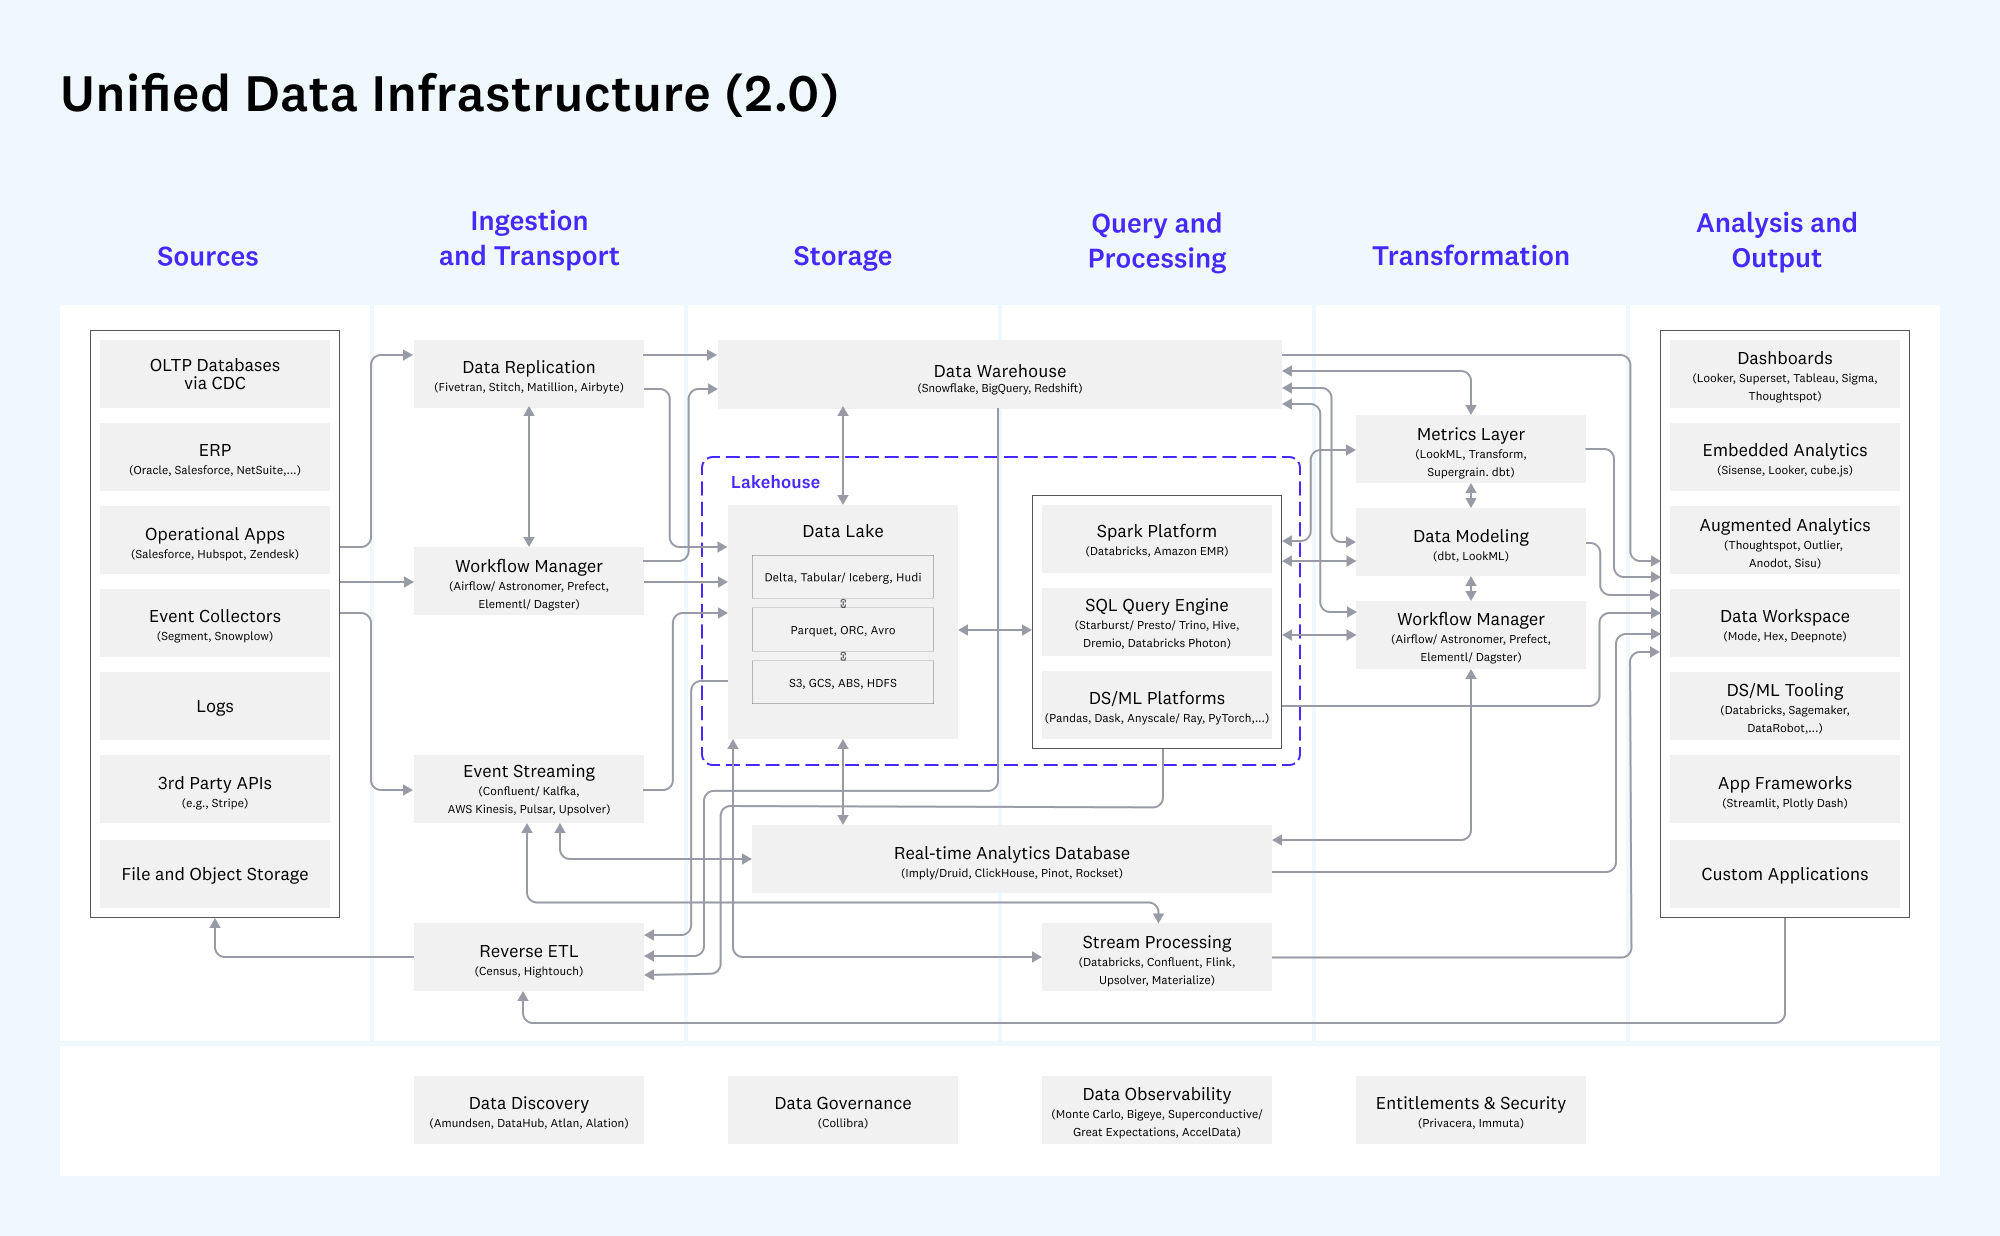 Unified Data Infrastructure (2.0)
Sources
Ingestion
and Transport
Storage
Query and
Processing
Transformation
Analysis and
Output
OLTP Databases
via CDC
ERP
(Oracle, Salesforce, NetSuite,...)
Operational Apps
(Salesforce, Hubspot, Zendesk)
Event Collectors
(Segment, Snowplow)
Logs
3rd Party APIs
(e.g., Stripe)
File and Object Storage
Data Replication
(Fivetran, Stitch, Matillion, Airbyte)
Workflow Manager
(Airflow/ Astronomer, Prefect,
Elementl/ Dagster)
Event Streaming
(Confluent/ Kalfka,
AWS Kinesis, Pulsar, Upsolver)
Reverse ETL
(Census, Hightouch)
Data Warehouse
(Snowflake, BigQuery, Redshift)
Lakehouse
Data Lake
Delta, Tabular/ Iceberg, Hudi
Parquet, ORC, Avro
S3, GCS, ABS, HDFS
Spark Platform
(Databricks, Amazon EMR)
SQL Query Engine
(Starburst/ Presto/ Trino, Hive,
Dremio, Databricks Photon)
DS/ML Platforms
(Pandas, Dask, Anyscale/ Ray, PyTorch,...)
Real-time Analytics Database
(Imply/Druid, ClickHouse, Pinot, Rockset)
Stream Processing
(Databricks, Confluent, Flink,
Upsolver, Materialize)
Metrics Layer
(LookML, Transform,
Supergrain. dbt)
Data Modeling
(dbt, LookML)
Workflow Manager
(Airflow/ Astronomer, Prefect,
Elementl/ Dagster)
Dashboards
(Looker, Superset, Tableau, Sigma,
Thoughtspot)
Embedded Analytics
(Sisense, Looker, cube.js)
Augmented Analytics
(Thoughtspot, Outlier,
Anodot, Sisu)
Data Workspace
(Mode, Hex, Deepnote)
DS/ML Tooling
(Databricks, Sagemaker,
DataRobot,...)
App Frameworks
(Streamlit, Plotly Dash)
Custom Applications
Data Discovery
(Amundsen, DataHub, Atlan, Alation)
Data Governance
(Collibra)
Data Observability
(Monte Carlo, Bigeye, Superconductive/
Great Expectations, AccelData)
Entitlements & Security
(Privacera, Immuta)